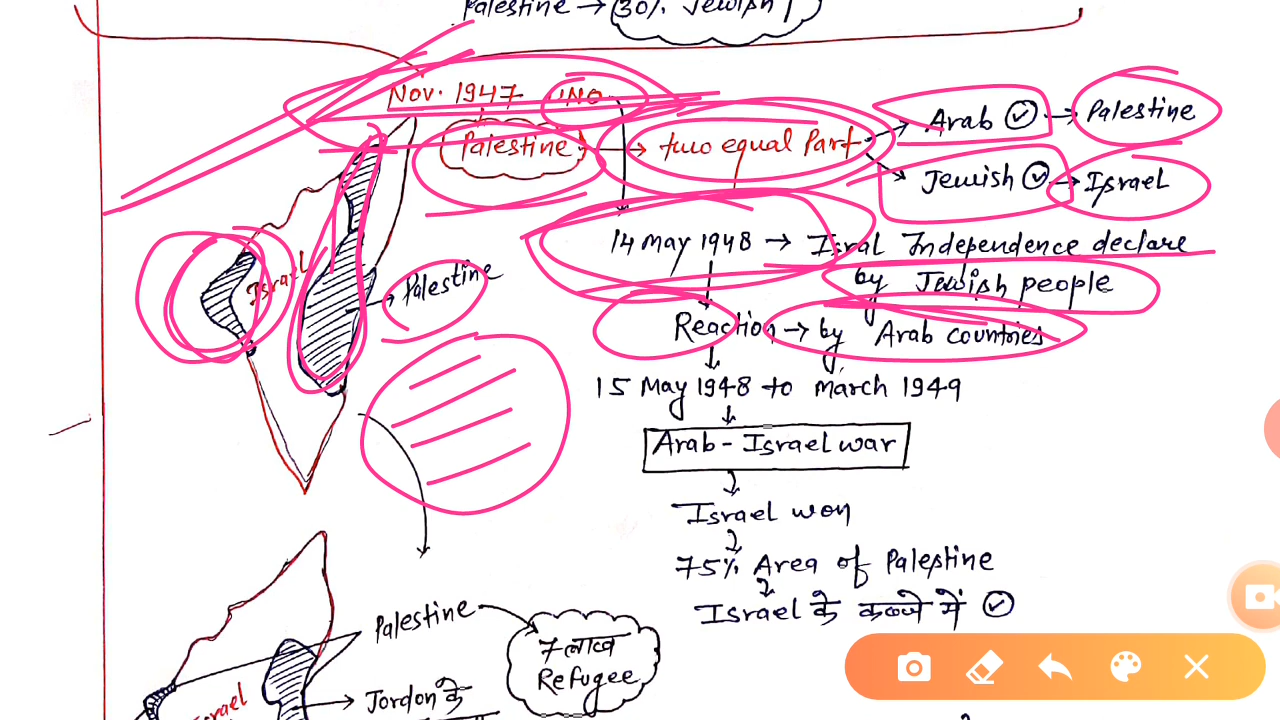 Palestine → 30% Jewish
Nov. 1947 UNO
Palestine → two equal Part
Arab → Palestine
Jewish → Israel
14 may 1948 → Isral Independence declare
by Jewish people
Israel
Palestine
Reaction → by Arab countries
15 May 1948 to march 1949
Arab - Israel war
Israel won
75% Area of Palestine
Israel के कब्जे में
Palestine
7 लाख
Refugee
Israel
Jordon के